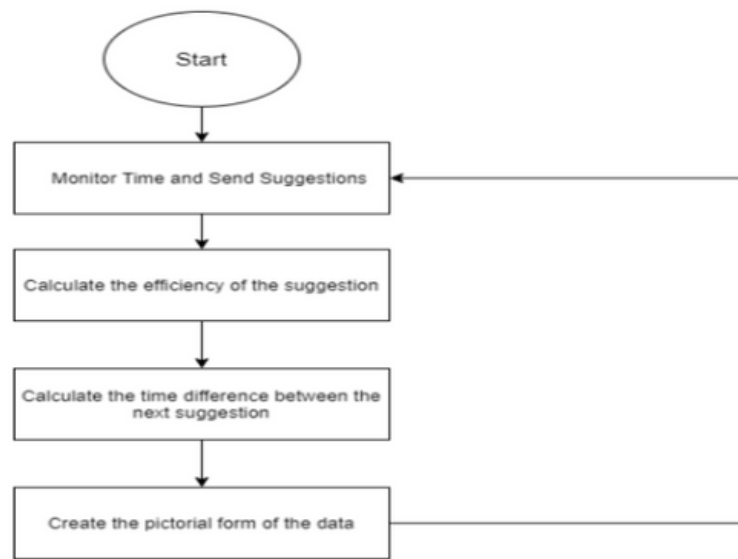 Start
Monitor Time and Send Suggestions
Calculate the efficiency of the suggestion
Calculate the time difference between the
next suggestion
Create the pictorial form of the data